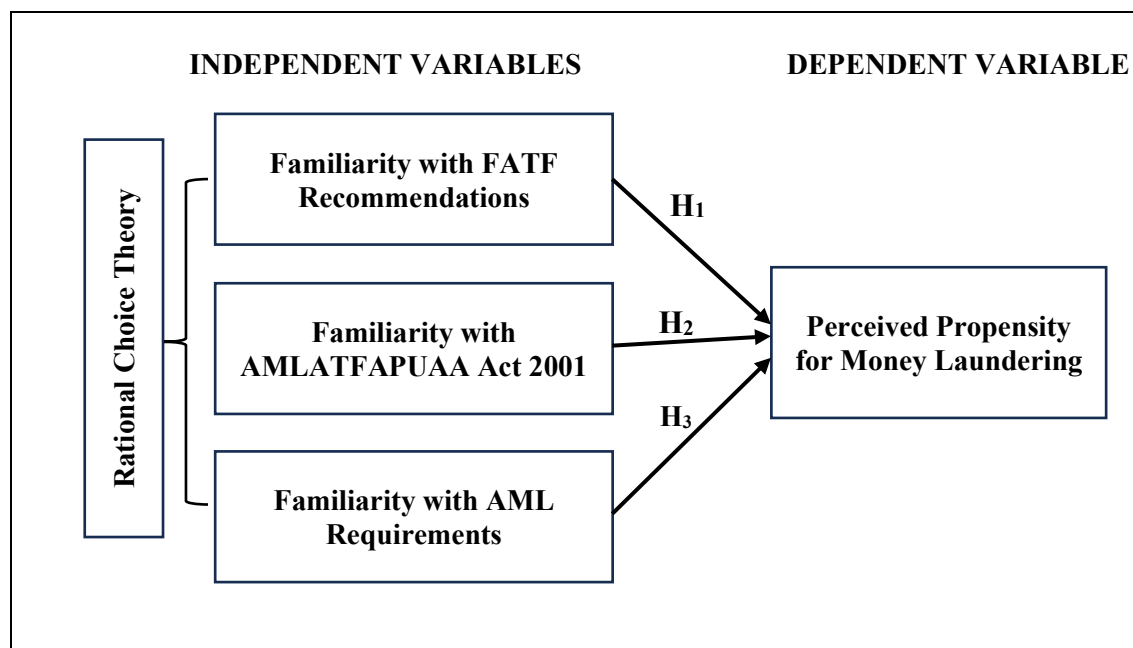 INDEPENDENT VARIABLES
DEPENDENT VARIABLE
Rational Choice Theory
Familiarity with FATF
Recommendations
H₁
Familiarity with
AMLATFAPUAA Act 2001
H₂
Perceived Propensity
for Money Laundering
H₃
Familiarity with AML
Requirements